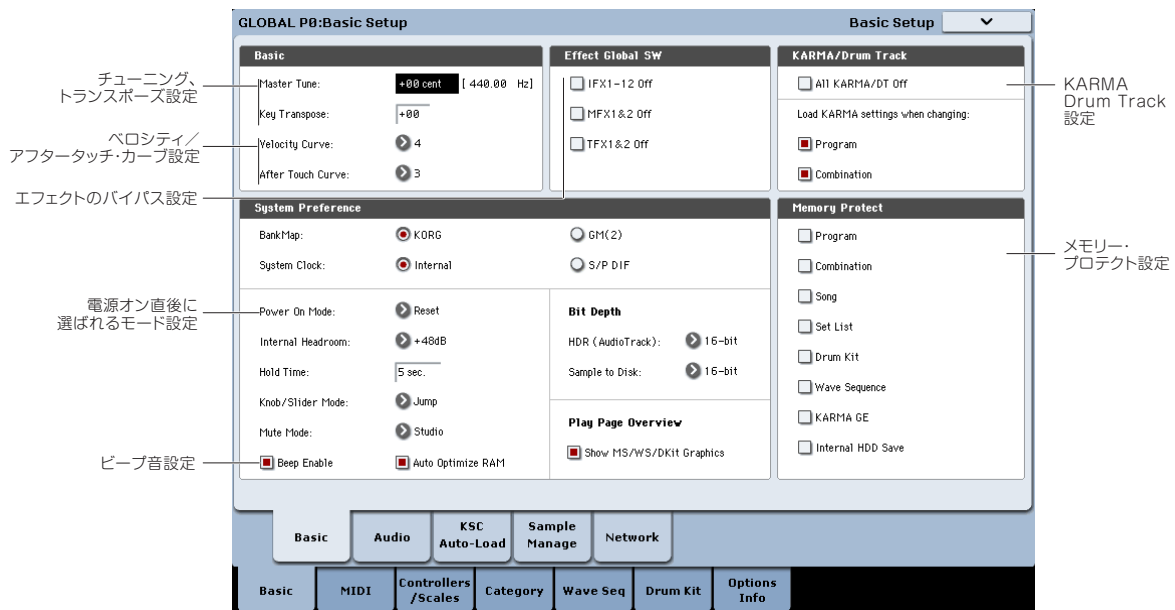 GLOBAL P0:Basic Setup
Basic Setup
Basic
Master Tune: +00 cent [ 440.00 Hz]
Key Transpose: +00
Velocity Curve: 4
After Touch Curve: 3
Effect Global SW
IFX1-12 Off
MFX1&2 Off
TFX1&2 Off
KARMA/Drum Track
All KARMA/DT Off
Load KARMA settings when changing:
Program
Combination
System Preference
BankMap: KORG GM(2)
System Clock: Internal S/P DIF
Power On Mode: Reset
Internal Headroom: +48dB
Hold Time: 5 sec.
Knob/Slider Mode: Jump
Mute Mode: Studio
Beep Enable Auto Optimize RAM
Bit Depth
HDR (AudioTrack): 16-bit
Sample to Disk: 16-bit
Play Page Overview
Show MS/WS/DKit Graphics
Memory Protect
Program
Combination
Song
Set List
Drum Kit
Wave Sequence
KARMA GE
Internal HDD Save
Basic
Audio
KSC
Auto-Load
Sample
Manage
Network
Basic
MIDI
Controllers
/Scales
Category
Wave Seq
Drum Kit
Options
Info
チューニング、
トランスポーズ設定
ベロシティ／
アフタータッチ・カーブ設定
エフェクトのバイパス設定
電源オン直後に
選ばれるモード設定
ビープ音設定
KARMA
Drum Track
設定
メモリー・
プロテクト設定